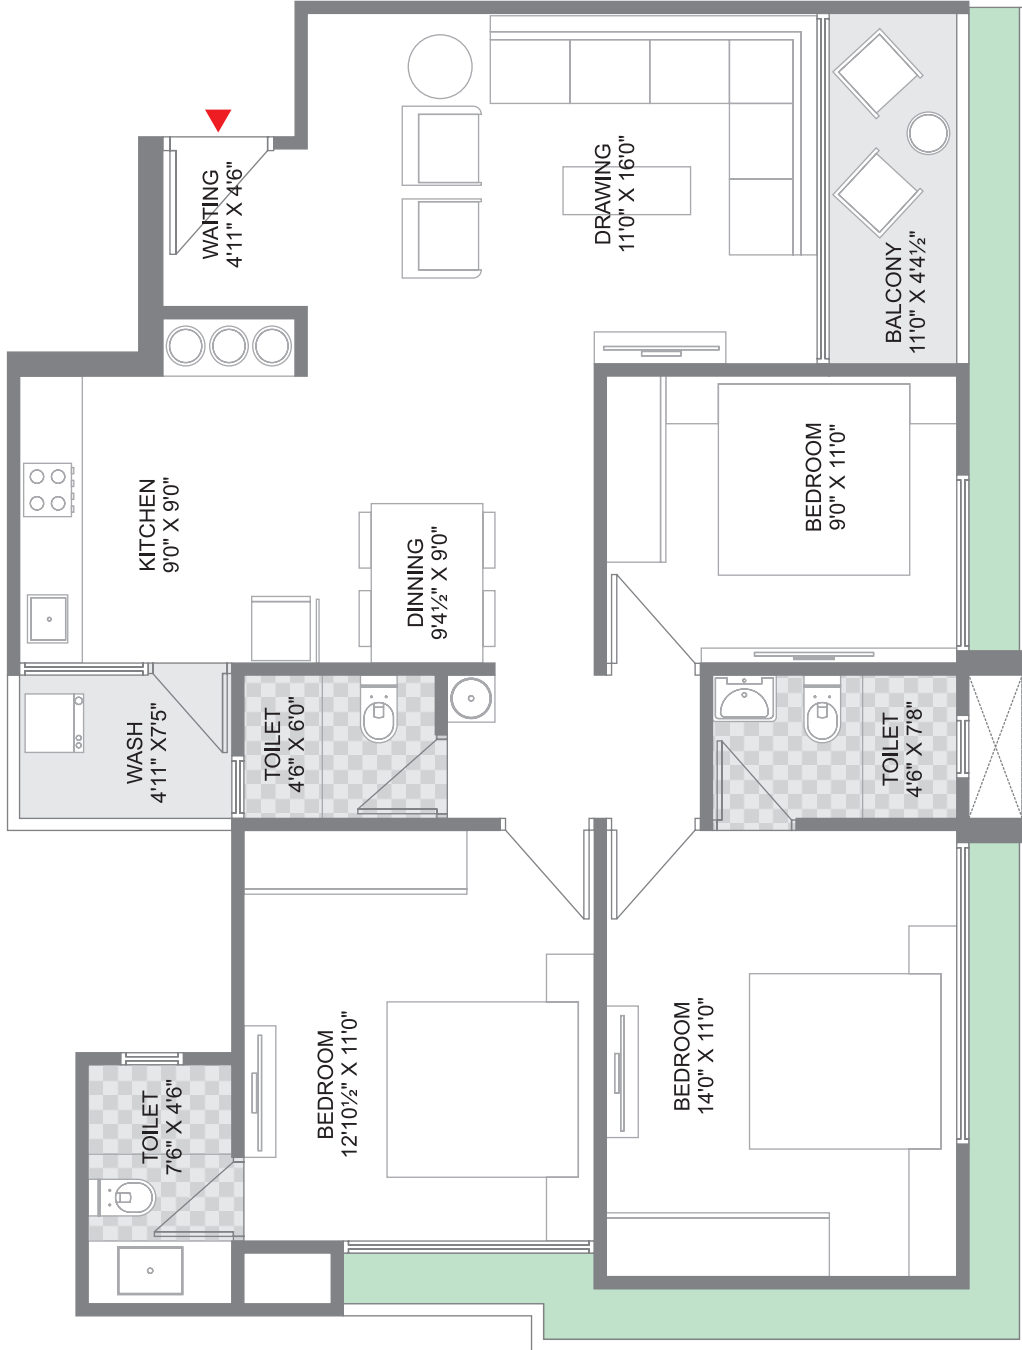 WAITING
4'11" X 4'6"
DRAWING
11'0" X 16'0"
BALCONY
11'0" X 4'4½"
KITCHEN
9'0" X 9'0"
DINNING
9'4½" X 9'0"
BEDROOM
9'0" X 11'0"
WASH
4'11" X7'5"
TOILET
4'6" X 6'0"
TOILET
4'6" X 7'8"
BEDROOM
12'10½" X 11'0"
BEDROOM
14'0" X 11'0"
TOILET
7'6" X 4'6"